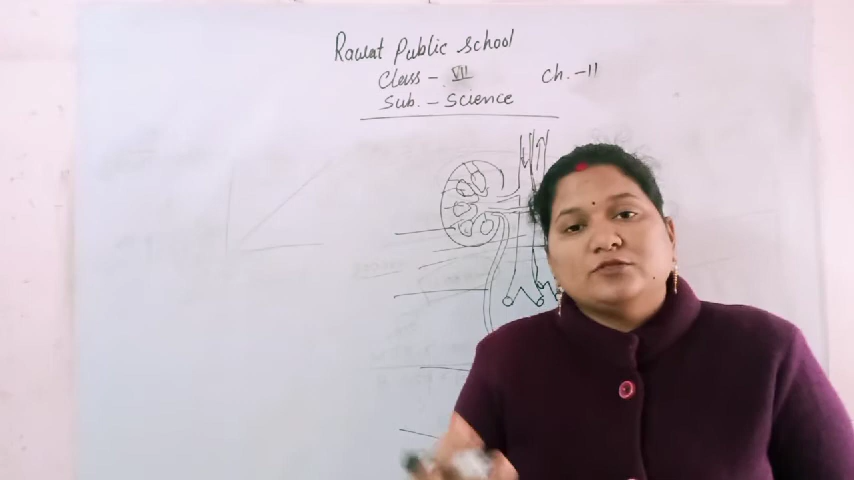 Rawat Public school
Class - VII Ch. - 11
Sub. - Science